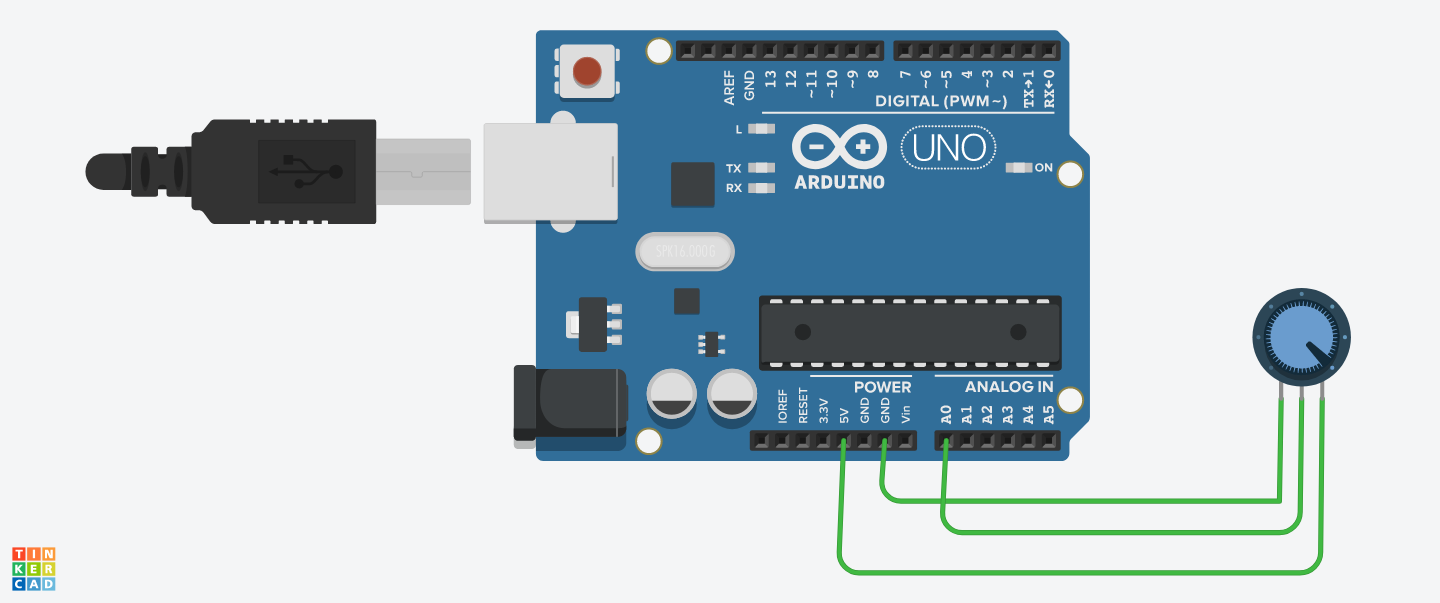 AREF
GND
13
12
~11
~10
~9
8
7
~6
~5
4
~3
2
TX→1
RX←0
DIGITAL (PWM~)
L
TX
RX
UNO
ON
ARDUINO
SPK16.000G
POWER
ANALOG IN
IOREF
RESET
3.3V
5V
GND
GND
Vin
A0
A1
A2
A3
A4
A5
TIN
KER
CAD